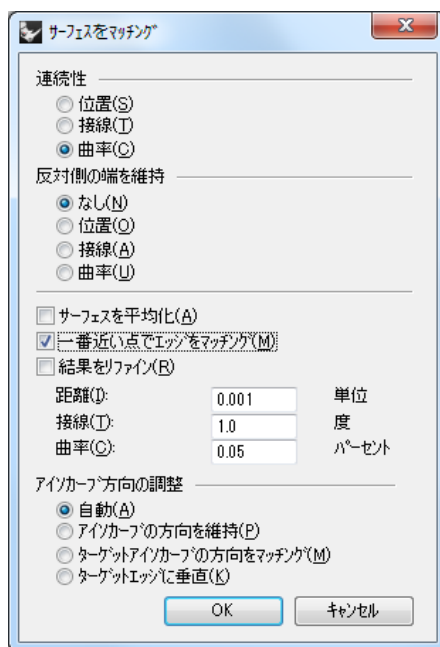 サーフェスをマッチング
連続性
位置(S)
接線(T)
曲率(C)
反対側の端を維持
なし(N)
位置(O)
接線(A)
曲率(U)
サーフェスを平均化(A)
一番近い点でエッジをマッチング(M)
結果をリファイン(R)
距離(I): 0.001 単位
接線(T): 1.0 度
曲率(C): 0.05 パーセント
アイソカーブ方向の調整
自動(A)
アイソカーブの方向を維持(P)
ターゲットアイソカーブの方向をマッチング(M)
ターゲットエッジに垂直(K)
OK キャンセル